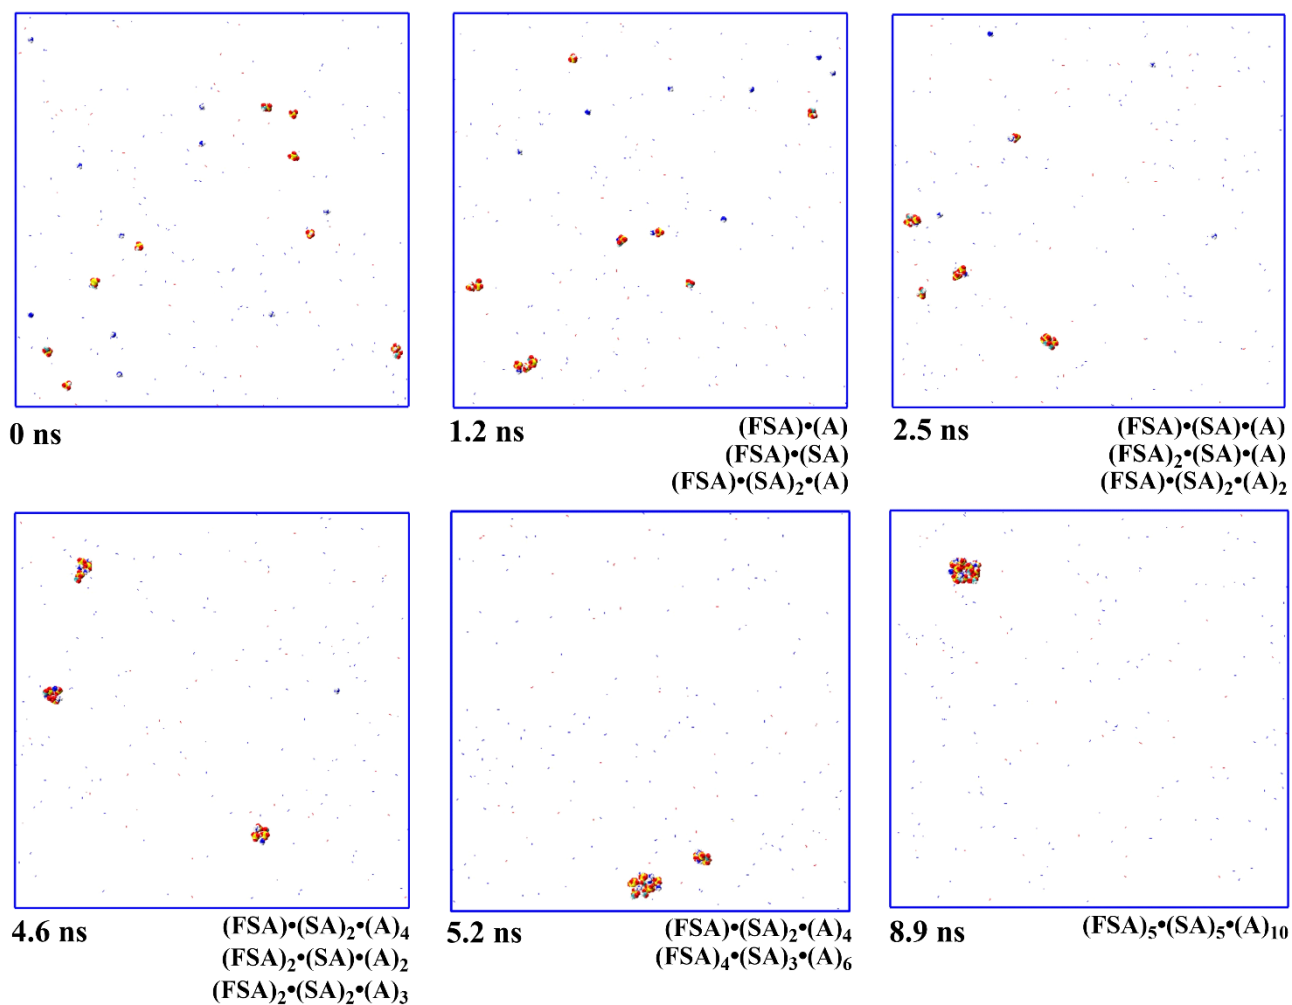 0 ns
1.2 ns
(FSA)•(A)
(FSA)•(SA)
(FSA)•(SA)₂•(A)
2.5 ns
(FSA)•(SA)•(A)
(FSA)₂•(SA)•(A)
(FSA)•(SA)₂•(A)₂
4.6 ns
(FSA)•(SA)₂•(A)₄
(FSA)₂•(SA)•(A)₂
(FSA)₂•(SA)₂•(A)₃
5.2 ns
(FSA)•(SA)₂•(A)₄
(FSA)₄•(SA)₃•(A)₆
8.9 ns
(FSA)₅•(SA)₅•(A)₁₀